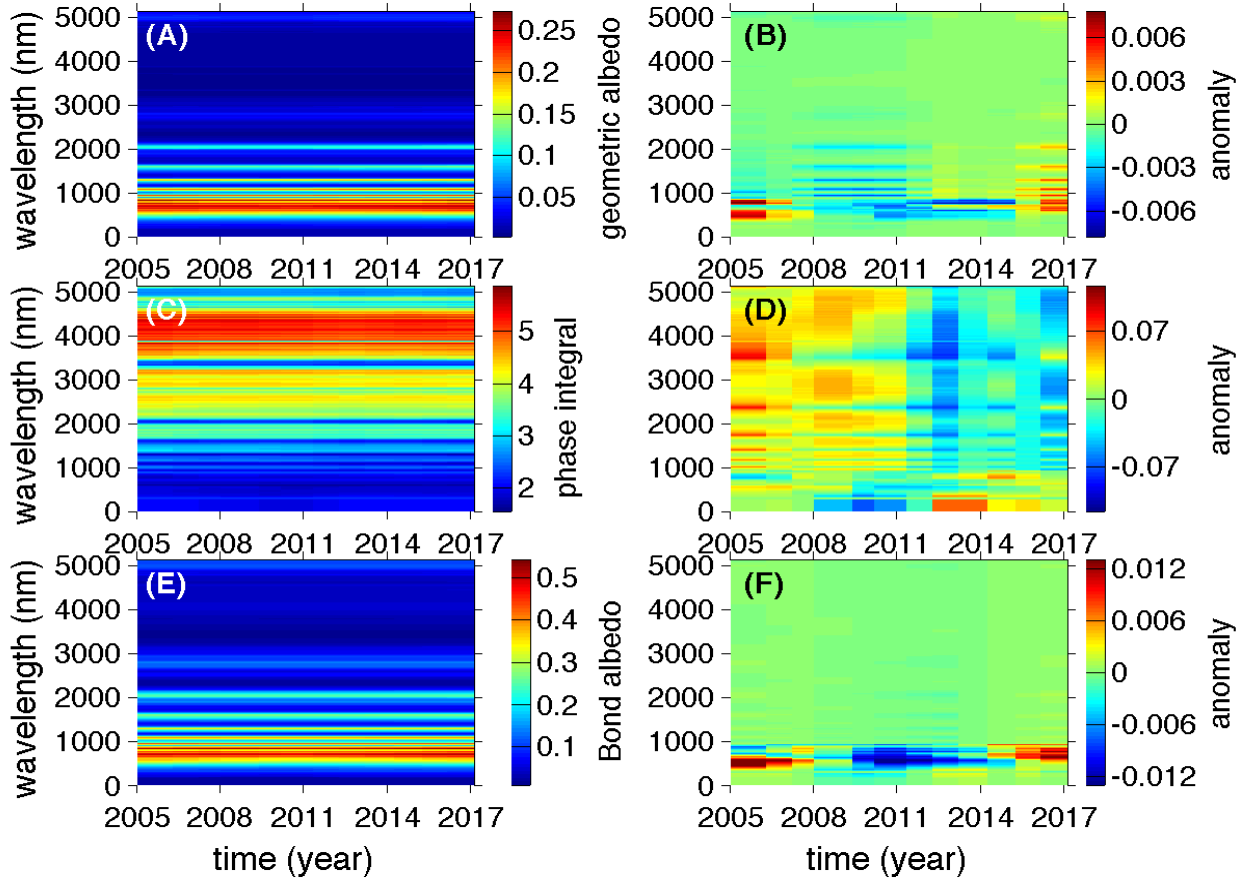 (A)
5000
4000
3000
2000
1000
0
wavelength (nm)
2005 2008 2011 2014 2017
0.25
0.2
0.15
0.1
0.05
geometric albedo
(B)
5000
4000
3000
2000
1000
0
2005 2008 2011 2014 2017
0.006
0.003
0
-0.003
-0.006
anomaly
(C)
5000
4000
3000
2000
1000
0
wavelength (nm)
2005 2008 2011 2014 2017
5
4
3
2
phase integral
(D)
5000
4000
3000
2000
1000
0
2005 2008 2011 2014 2017
0.07
0
-0.07
anomaly
(E)
5000
4000
3000
2000
1000
0
wavelength (nm)
2005 2008 2011 2014 2017
time (year)
0.5
0.4
0.3
0.2
0.1
Bond albedo
(F)
5000
4000
3000
2000
1000
0
2005 2008 2011 2014 2017
time (year)
0.012
0.006
0
-0.006
-0.012
anomaly